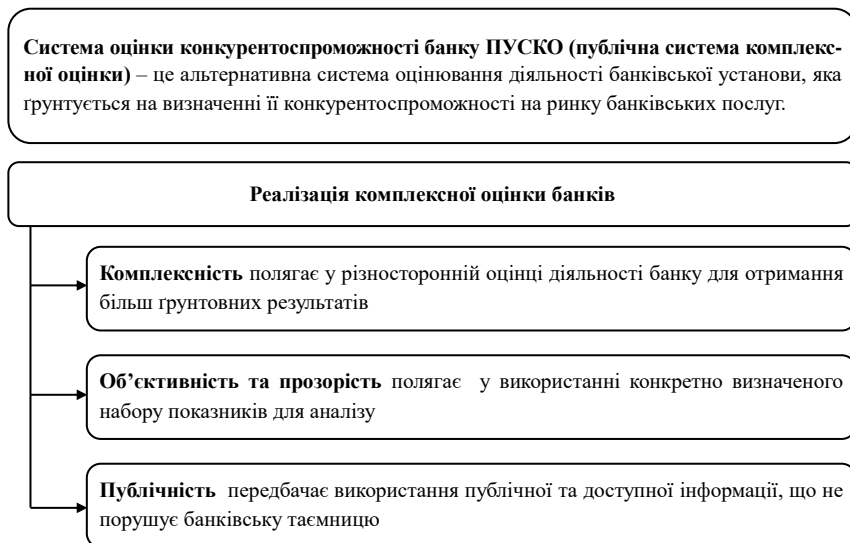 Система оцінки конкурентоспроможності банку ПУСКО (публічна система комплекс-
ної оцінки) – це альтернативна система оцінювання діяльності банківської установи, яка
ґрунтується на визначенні її конкурентоспроможності на ринку банківських послуг.
Реалізація комплексної оцінки банків
Комплексність полягає у різносторонній оцінці діяльності банку для отримання
більш ґрунтовних результатів
Об’єктивність та прозорість полягає у використанні конкретно визначеного
набору показників для аналізу
Публічність передбачає використання публічної та доступної інформації, що не
порушує банківську таємницю